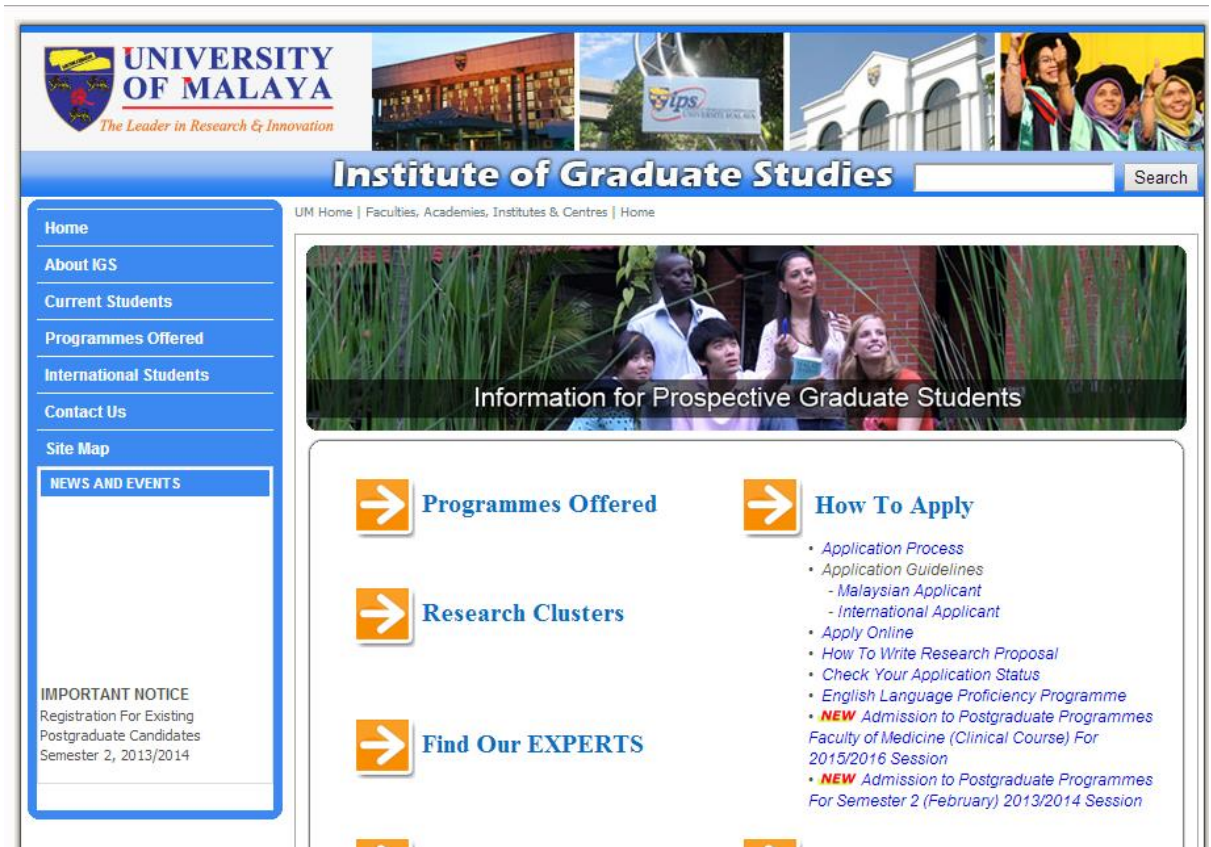 UNIVERSITY
OF MALAYA
The Leader in Research & Innovation
ips
UNIVERSITI MALAYA
Institute of Graduate Studies
Search
UM Home | Faculties, Academies, Institutes & Centres | Home
Home
About IGS
Current Students
Programmes Offered
International Students
Contact Us
Site Map
NEWS AND EVENTS
IMPORTANT NOTICE
Registration For Existing
Postgraduate Candidates
Semester 2, 2013/2014
Information for Prospective Graduate Students
Programmes Offered
Research Clusters
Find Our EXPERTS
How To Apply
• Application Process
• Application Guidelines
- Malaysian Applicant
- International Applicant
• Apply Online
• How To Write Research Proposal
• Check Your Application Status
• English Language Proficiency Programme
• NEW Admission to Postgraduate Programmes
Faculty of Medicine (Clinical Course) For
2015/2016 Session
• NEW Admission to Postgraduate Programmes
For Semester 2 (February) 2013/2014 Session